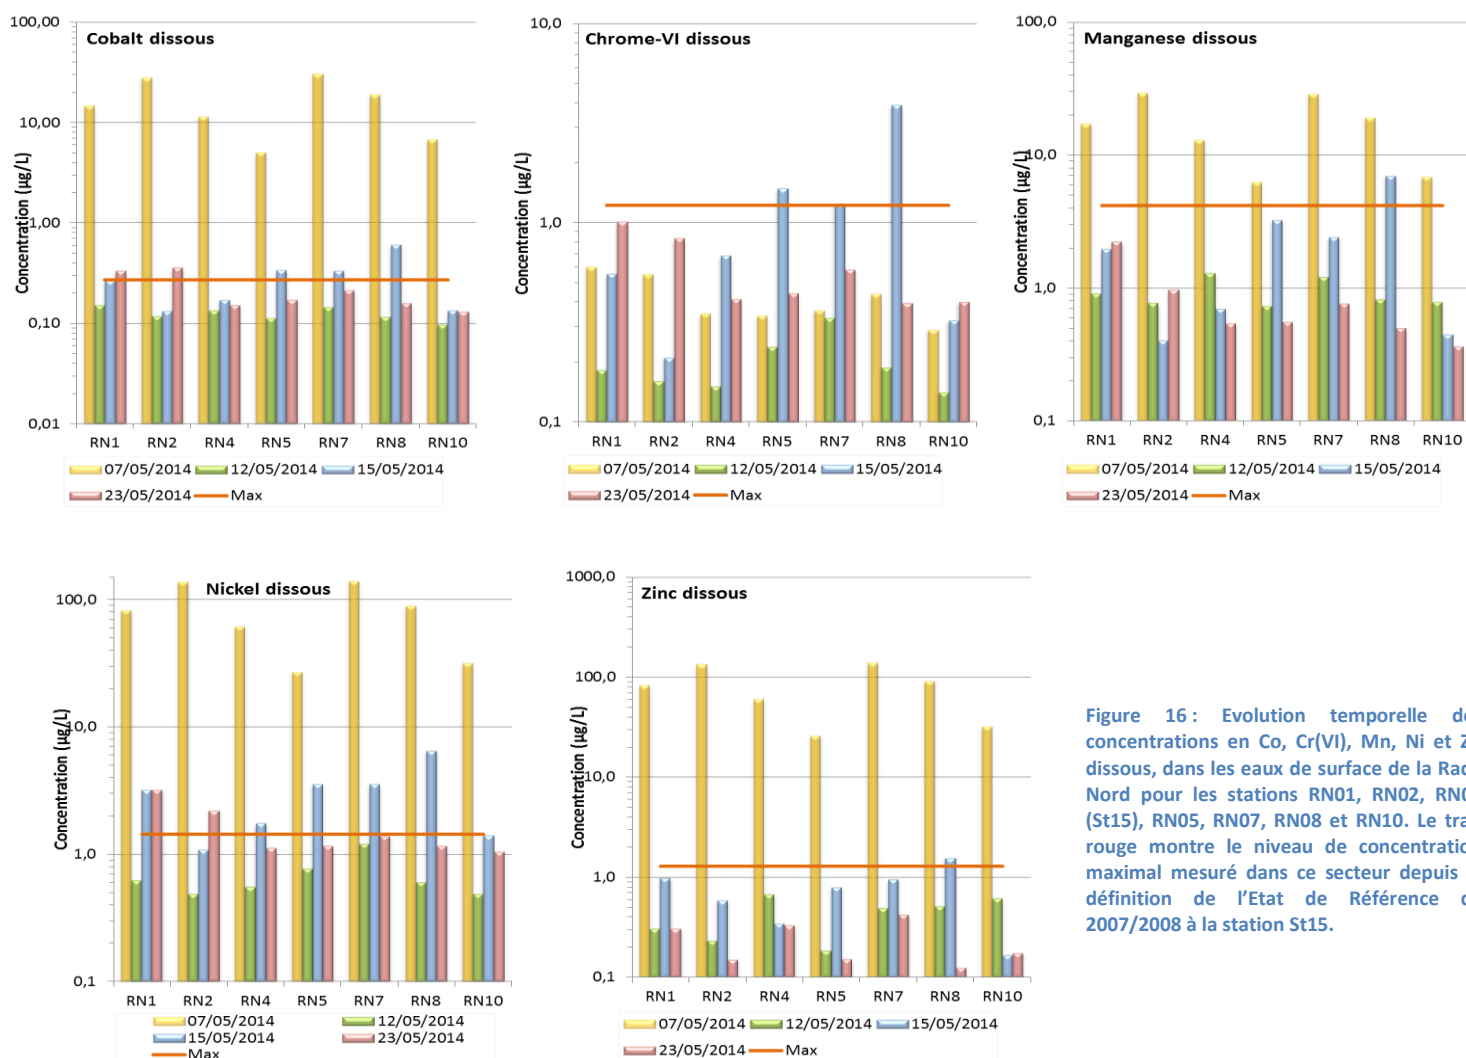 Cobalt dissous
Concentration (µg/L)
100,00
10,00
1,00
0,10
0,01
RN1 RN2 RN4 RN5 RN7 RN8 RN10
07/05/2014 12/05/2014 15/05/2014
23/05/2014 Max
Chrome-VI dissous
Concentration (µg/L)
10,0
1,0
0,1
RN1 RN2 RN4 RN5 RN7 RN8 RN10
07/05/2014 12/05/2014 15/05/2014
23/05/2014 Max
Manganese dissous
Concentration (µg/L)
100,0
10,0
1,0
0,1
RN1 RN2 RN4 RN5 RN7 RN8 RN10
07/05/2014 12/05/2014 15/05/2014
23/05/2014 Max
Nickel dissous
Concentration (µg/L)
100,0
10,0
1,0
0,1
RN1 RN2 RN4 RN5 RN7 RN8 RN10
07/05/2014 12/05/2014
15/05/2014 23/05/2014
Max
Zinc dissous
Concentration (µg/L)
1000,0
100,0
10,0
1,0
0,1
RN1 RN2 RN4 RN5 RN7 RN8 RN10
07/05/2014 12/05/2014 15/05/2014
23/05/2014 Max
Figure 16 : Evolution temporelle
concentrations en Co, Cr(VI), Mn, Ni et
dissous, dans les eaux de surface de la
Nord pour les stations RN01, RN02,
(St15), RN05, RN07, RN08 et RN10. Le
rouge montre le niveau de
maximal mesuré dans ce secteur depuis
définition de l'Etat de Référence
2007/2008 à la station St15.